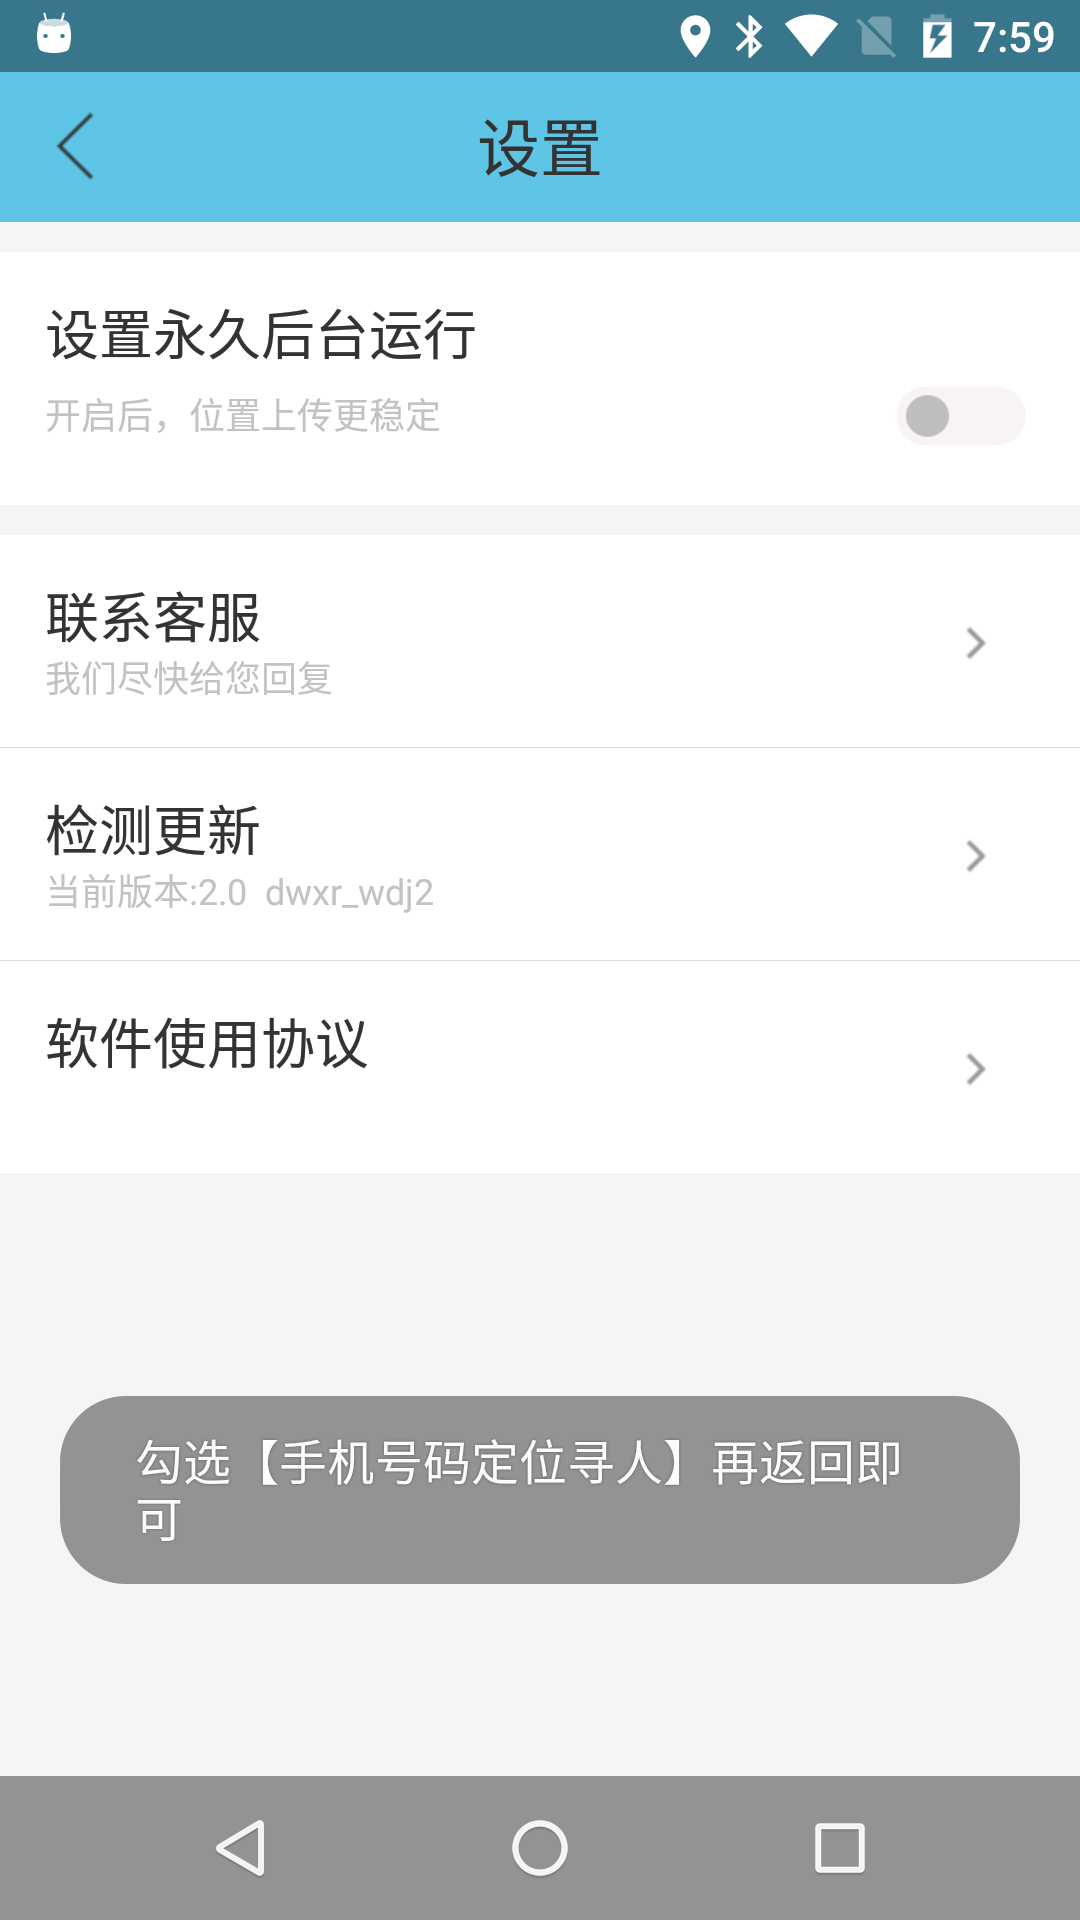 7:59
设置
设置永久后台运行
开启后，位置上传更稳定
联系客服
我们尽快给您回复
检测更新
当前版本:2.0  dwxr_wdj2
软件使用协议
勾选【手机号码定位寻人】再返回即
可